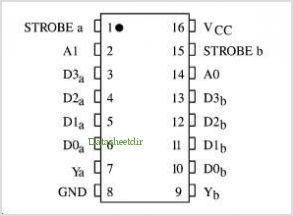 STROBE a 1 16 VCC
A1 2 15 STROBE b
D3a 3 14 A0
D2a 4 13 D3b
D1a 5 12 D2b
D0a 6 11 D1b
Datasheetdir
Ya 7 10 D0b
GND 8 9 Yb